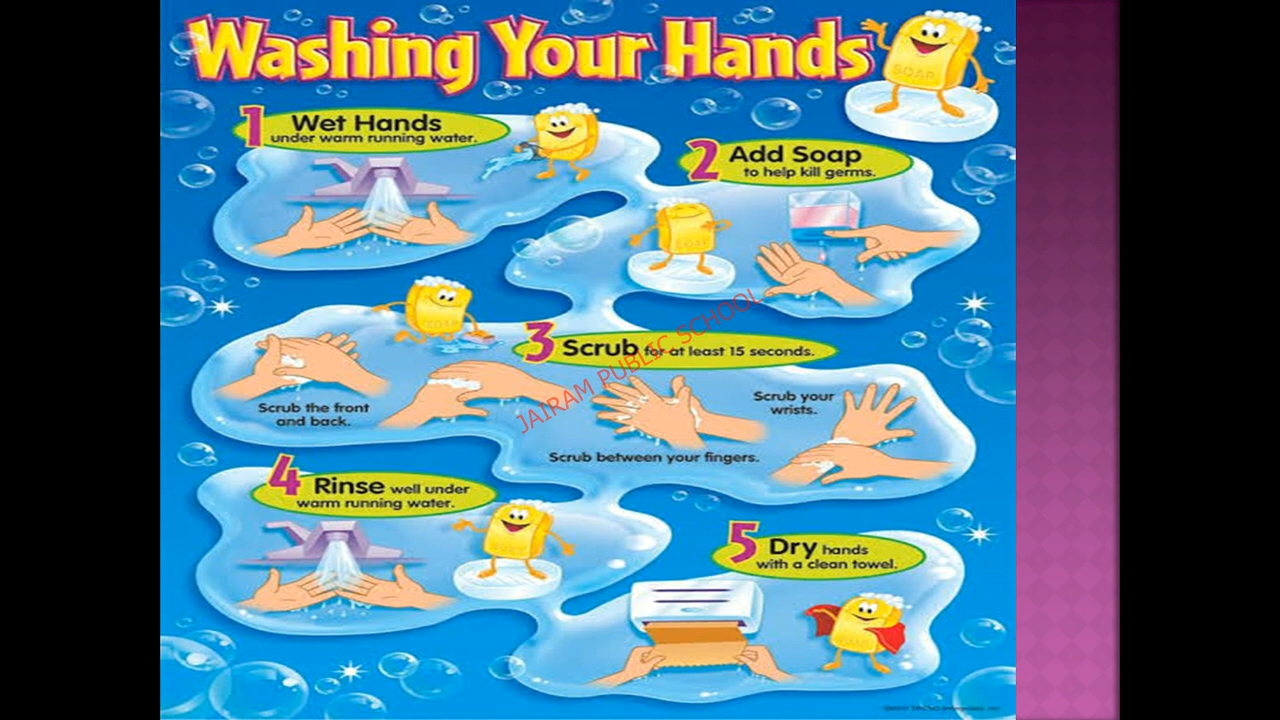 Washing Your Hands
SOAP
1 Wet Hands
under warm running water.
2 Add Soap
to help kill germs.
SOAP
SOAP
3 Scrub for at least 15 seconds.
JAIRAM PUBLIC SCHOOL
Scrub the front
and back.
Scrub your
wrists.
Scrub between your fingers.
4 Rinse well under
warm running water.
5 Dry hands
with a clean towel.